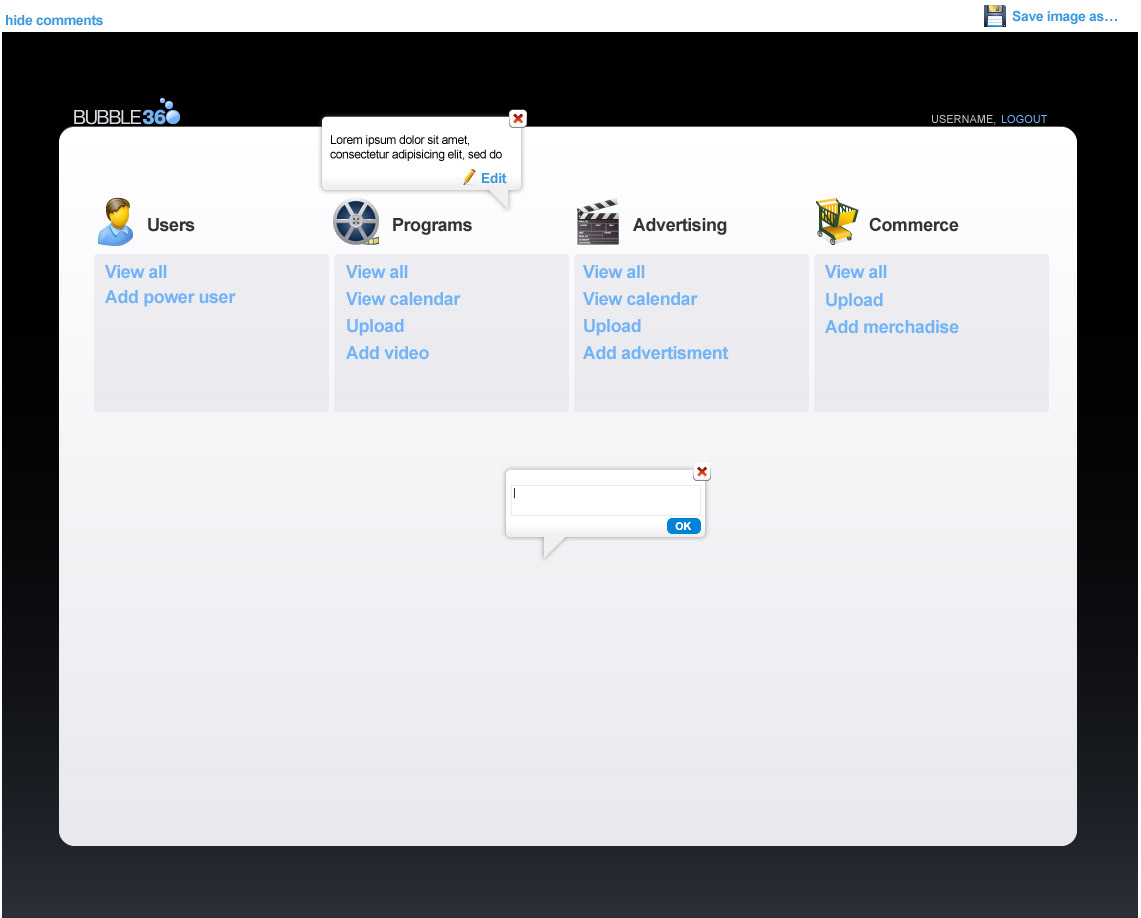 hide comments
Save image as...
BUBBLE360
USERNAME, LOGOUT
Lorem ipsum dolor sit amet,
consectetur adipisicing elit, sed do
Edit
Users
View all
Add power user
Programs
View all
View calendar
Upload
Add video
Advertising
View all
View calendar
Upload
Add advertisment
Commerce
View all
Upload
Add merchadise
OK